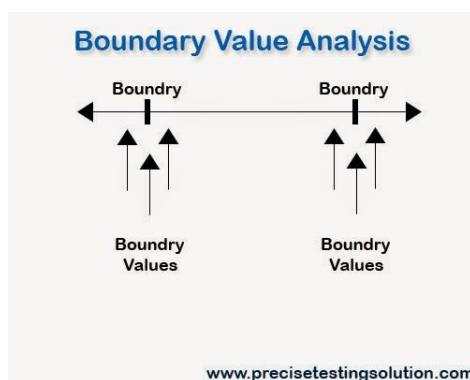 Boundary Value Analysis
Boundry
Boundry
Boundry
Values
Boundry
Values
www.precisetestingsolution.com